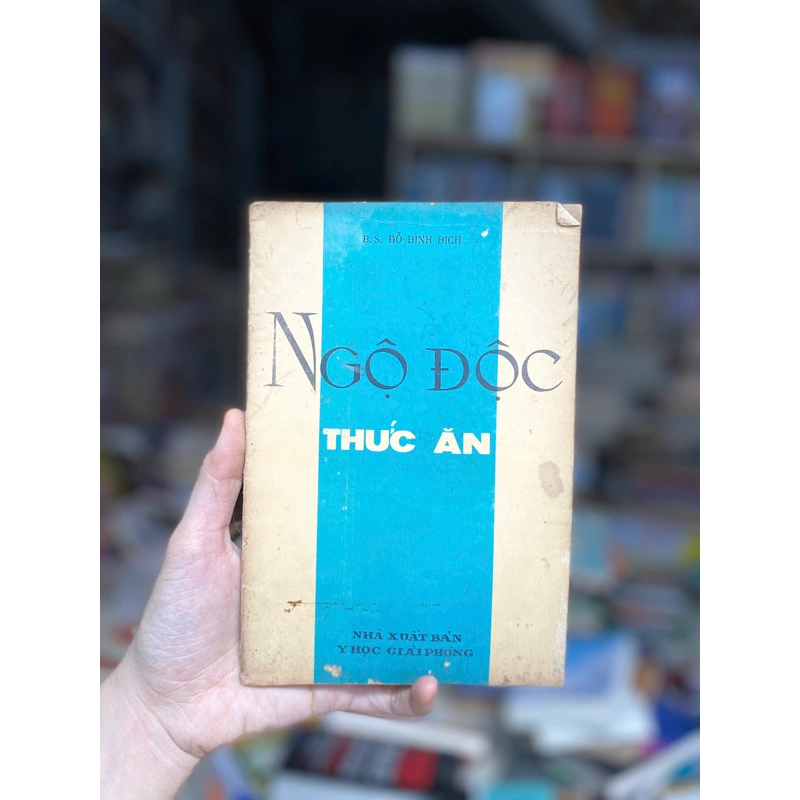 B. S. ĐỖ ĐÌNH ĐỊCH
NGỘ ĐỘC
THỨC ĂN
NHÀ XUẤT BẢN
Y HỌC GIẢI PHÓNG